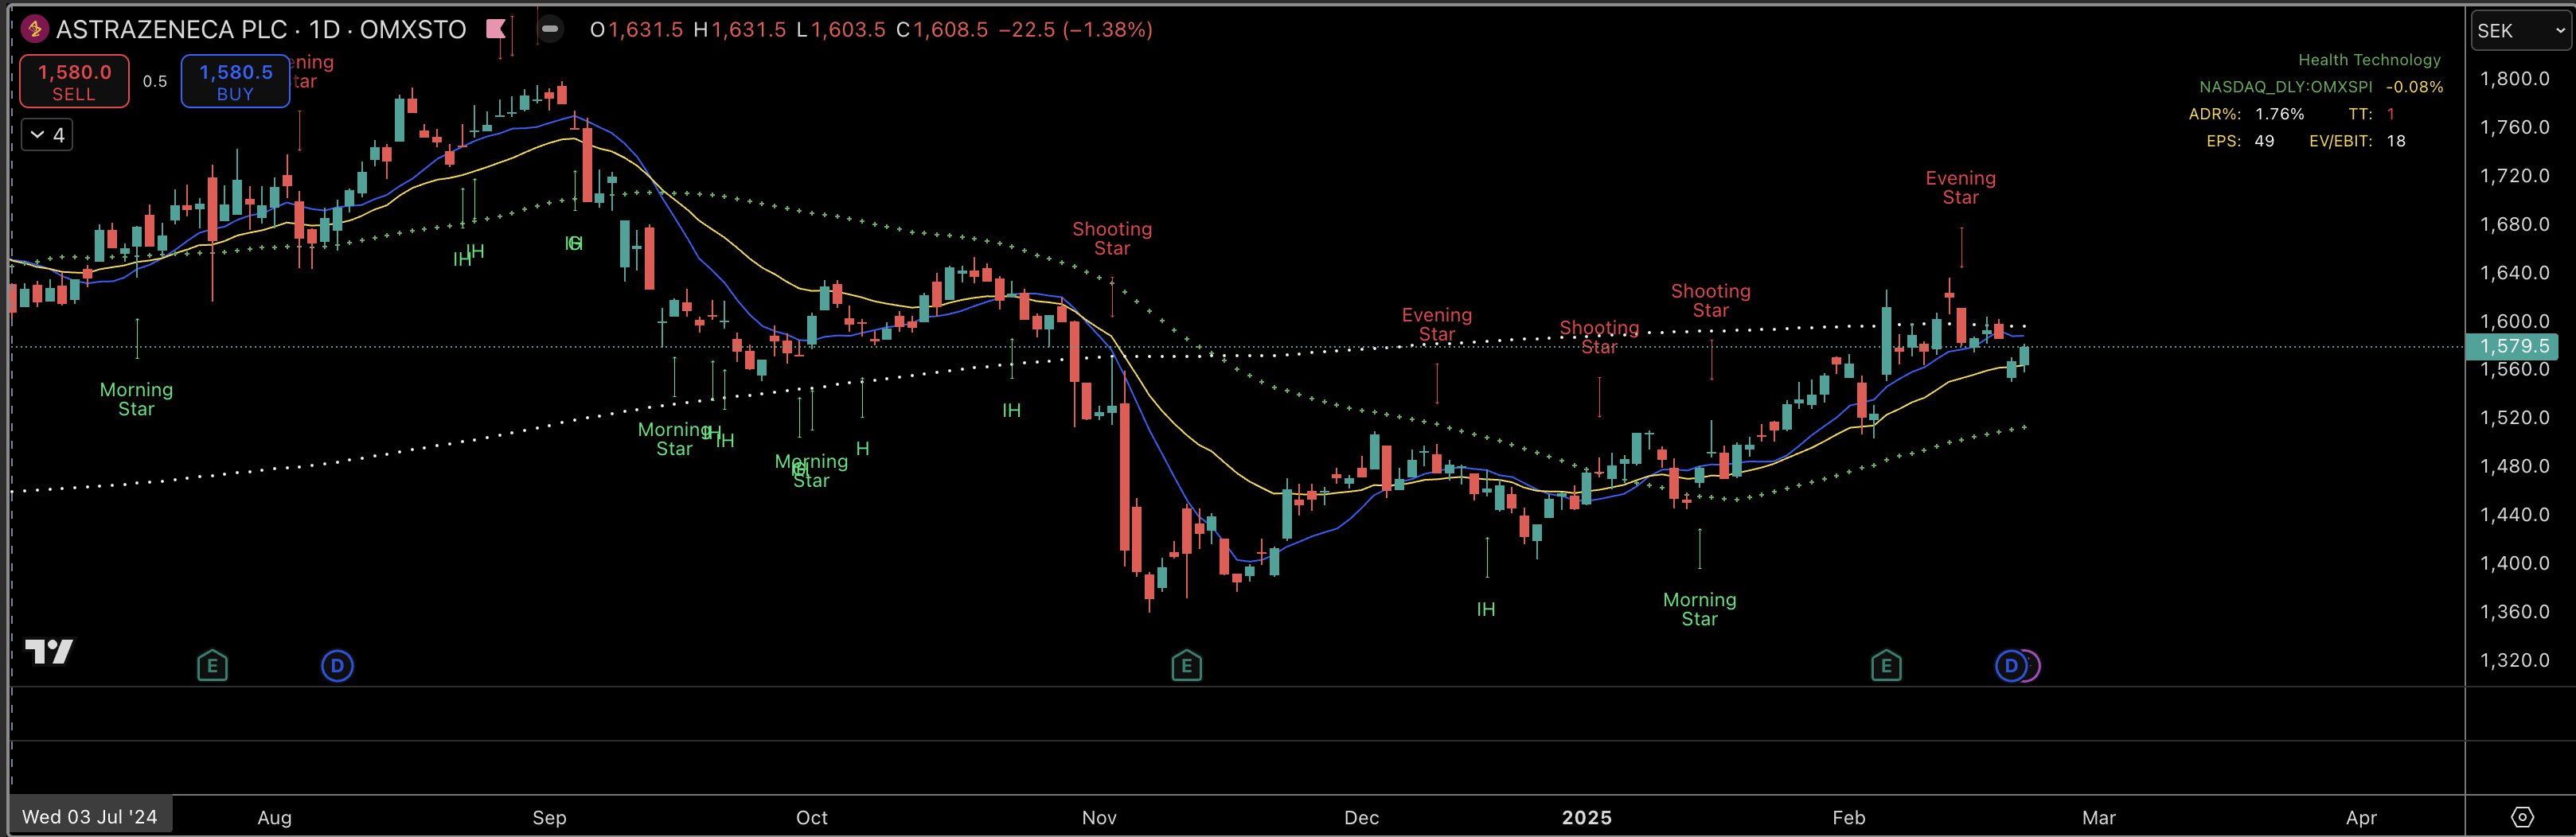 ASTRAZENECA PLC · 1D · OMXSTO O1,631.5 H1,631.5 L1,603.5 C1,608.5 −22.5 (−1.38%)
SEK
1,580.0
SELL
0.5
1,580.5
BUY
ening
tar
4
Health Technology
NASDAQ_DLY:OMXSPI -0.08%
ADR%: 1.76% TT: 1
EPS: 49 EV/EBIT: 18
Evening
Star
Shooting
Star
Shooting
Star
Evening
Star
Shooting
Star
IH
IH
H
Morning
Star
Morning
Star
IH
IH
Morning
Star
H
IH
IH
Morning
Star
1,800.0
1,760.0
1,720.0
1,680.0
1,640.0
1,600.0
1,579.5
1,560.0
1,520.0
1,480.0
1,440.0
1,400.0
1,360.0
1,320.0
E
D
E
E
D
Wed 03 Jul '24
Aug
Sep
Oct
Nov
Dec
2025
Feb
Mar
Apr